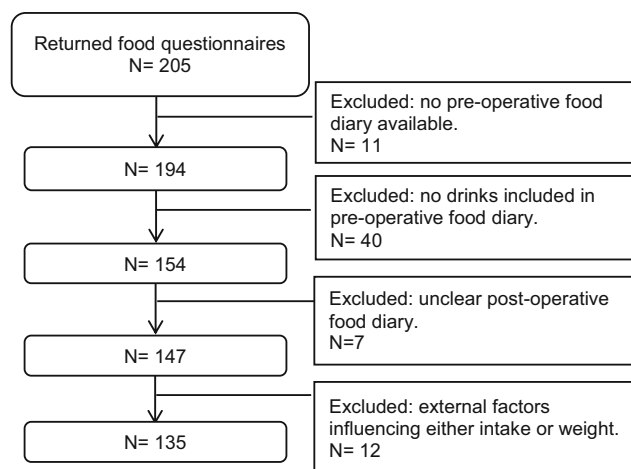 Returned food questionnaires
N= 205
Excluded: no pre-operative food
diary available.
N= 11
N= 194
Excluded: no drinks included in
pre-operative food diary.
N= 40
N= 154
Excluded: unclear post-operative
food diary.
N=7
N= 147
Excluded: external factors
influencing either intake or weight.
N= 12
N= 135